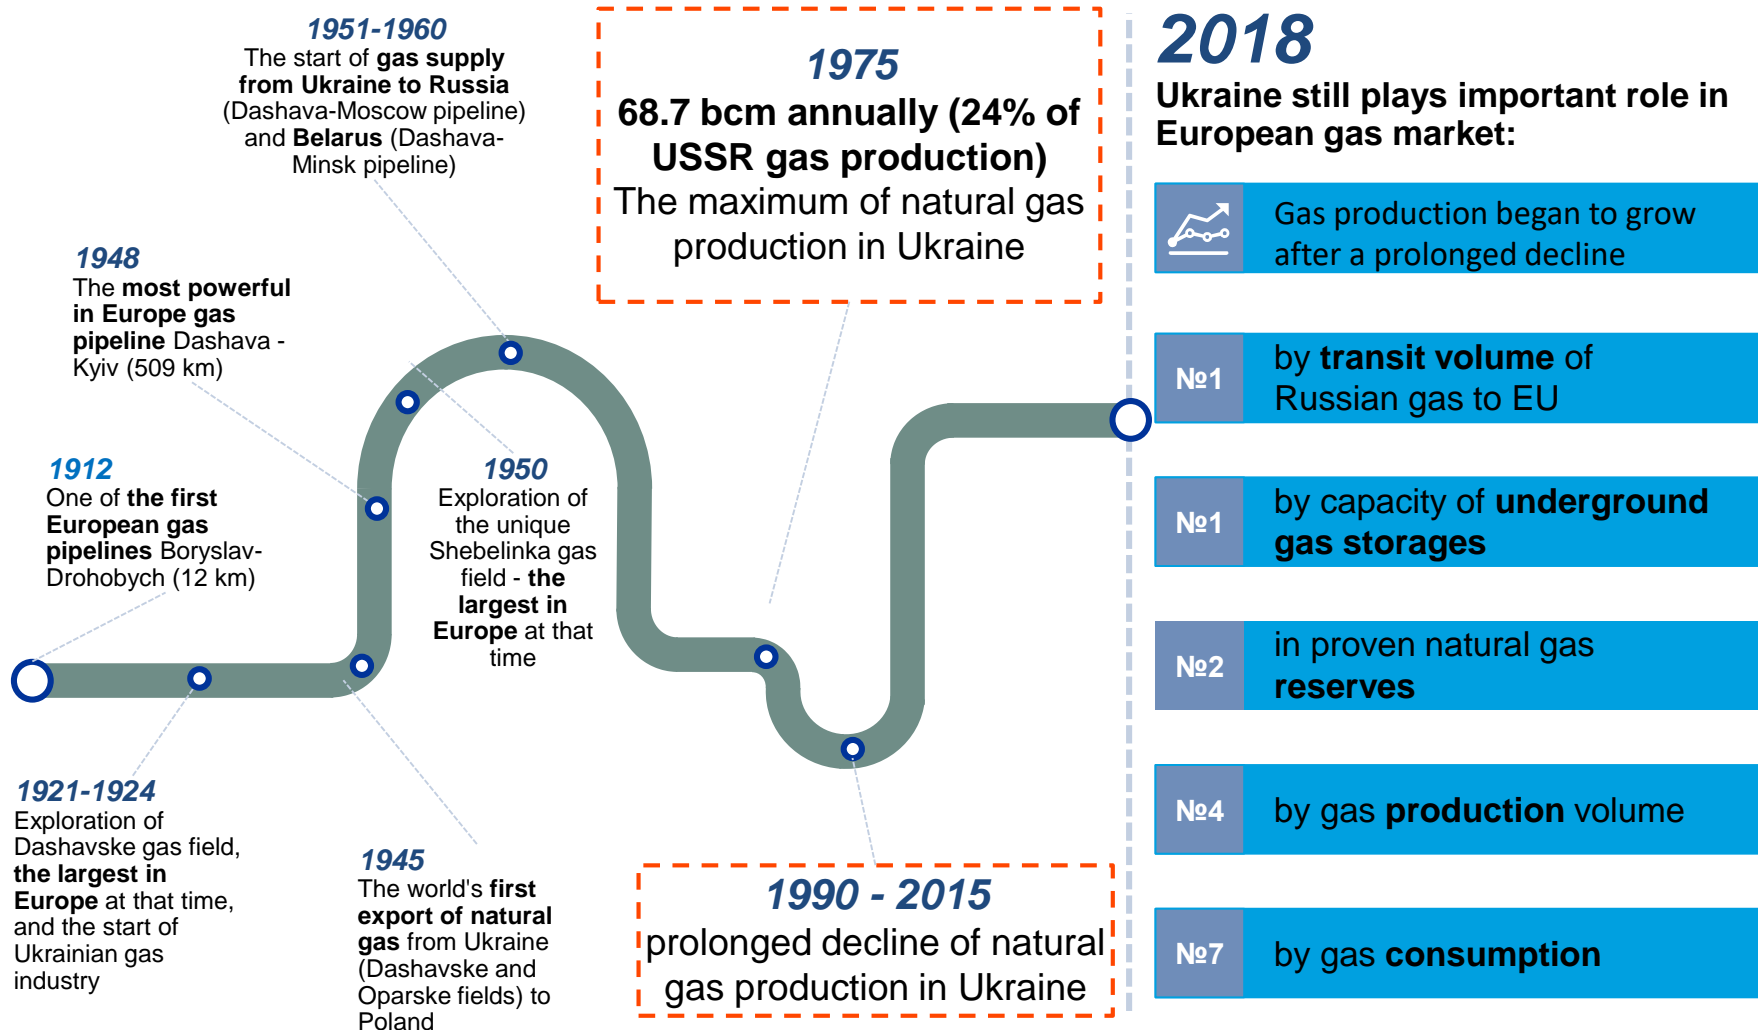 1951-1960
The start of gas supply
from Ukraine to Russia
(Dashava-Moscow pipeline)
and Belarus (Dashava-
Minsk pipeline)
1975
68.7 bcm annually (24% of
USSR gas production)
The maximum of natural gas
production in Ukraine
1948
The most powerful
in Europe gas
pipeline Dashava -
Kyiv (509 km)
1912
One of the first
European gas
pipelines Boryslav-
Drohobych (12 km)
1950
Exploration of
the unique
Shebelinka gas
field - the
largest in
Europe at that
time
1921-1924
Exploration of
Dashavske gas field,
the largest in
Europe at that time,
and the start of
Ukrainian gas
industry
1945
The world's first
export of natural
gas from Ukraine
(Dashavske and
Oparske fields) to
Poland
1990 - 2015
prolonged decline of natural
gas production in Ukraine
2018
Ukraine still plays important role in
European gas market:
Gas production began to grow
after a prolonged decline
№1
by transit volume of
Russian gas to EU
№1
by capacity of underground
gas storages
№2
in proven natural gas
reserves
№4
by gas production volume
№7
by gas consumption